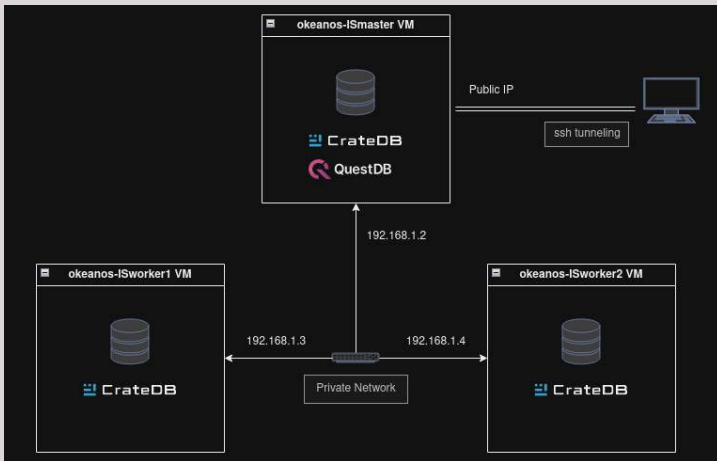 okeanos-ISmaster VM
CrateDB
QuestDB
Public IP
ssh tunneling
192.168.1.2
okeanos-ISworker1 VM
CrateDB
192.168.1.3
192.168.1.4
Private Network
okeanos-ISworker2 VM
CrateDB